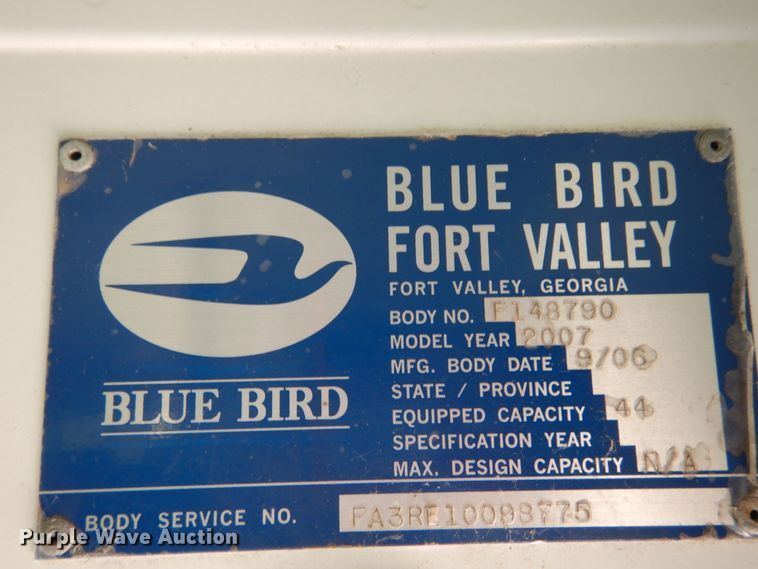 BLUE BIRD
FORT VALLEY
FORT VALLEY, GEORGIA
BODY NO. F148790
MODEL YEAR 2007
MFG. BODY DATE 9/06
STATE / PROVINCE
EQUIPPED CAPACITY 44
SPECIFICATION YEAR
MAX. DESIGN CAPACITY N/A
BLUE BIRD
BODY SERVICE NO. FA3RE10098775
Purple Wave Auction